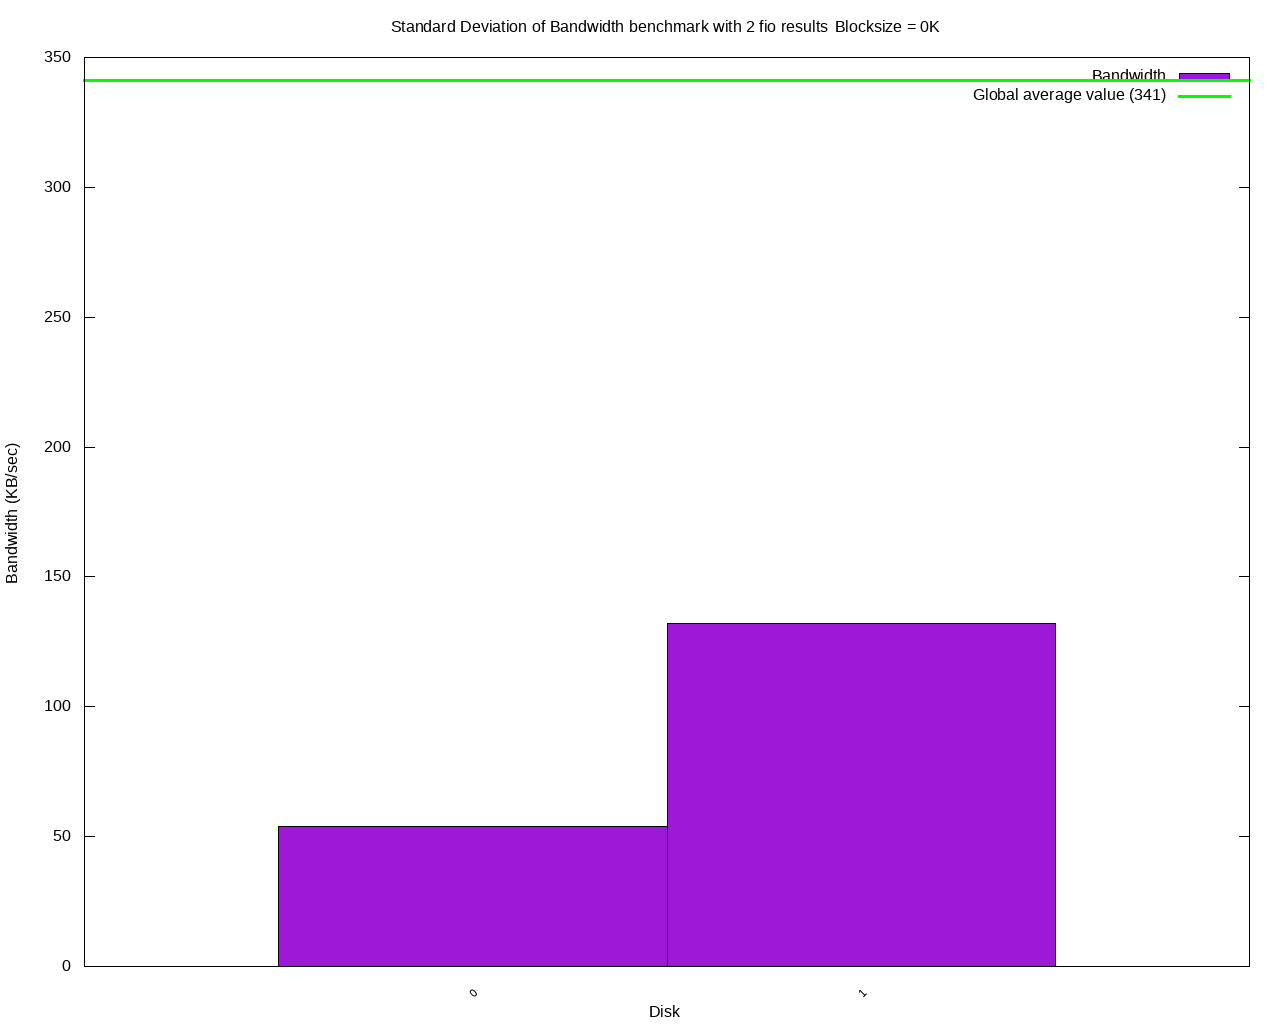 Standard Deviation of Bandwidth benchmark with 2 fio results Blocksize = 0K
350
300
250
200
150
100
50
0
Bandwidth
Global average value (341)
Bandwidth (KB/sec)
0
1
Disk